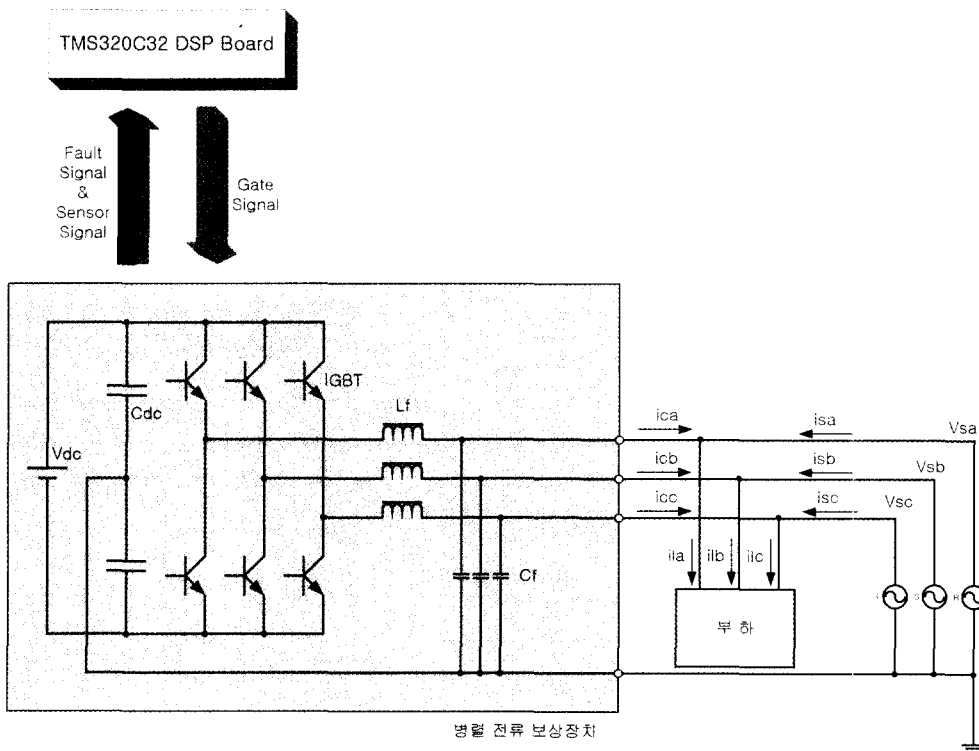 TMS320C32 DSP Board
Fault
Signal
&
Sensor
Signal
Gate
Signal
IGBT
Cdc
Vdc
Lf
Cf
ica
icb
icc
isa
isb
isc
Vsa
Vsb
Vsc
ila
ilb
ilc
부 하
병렬 전류 보상장치